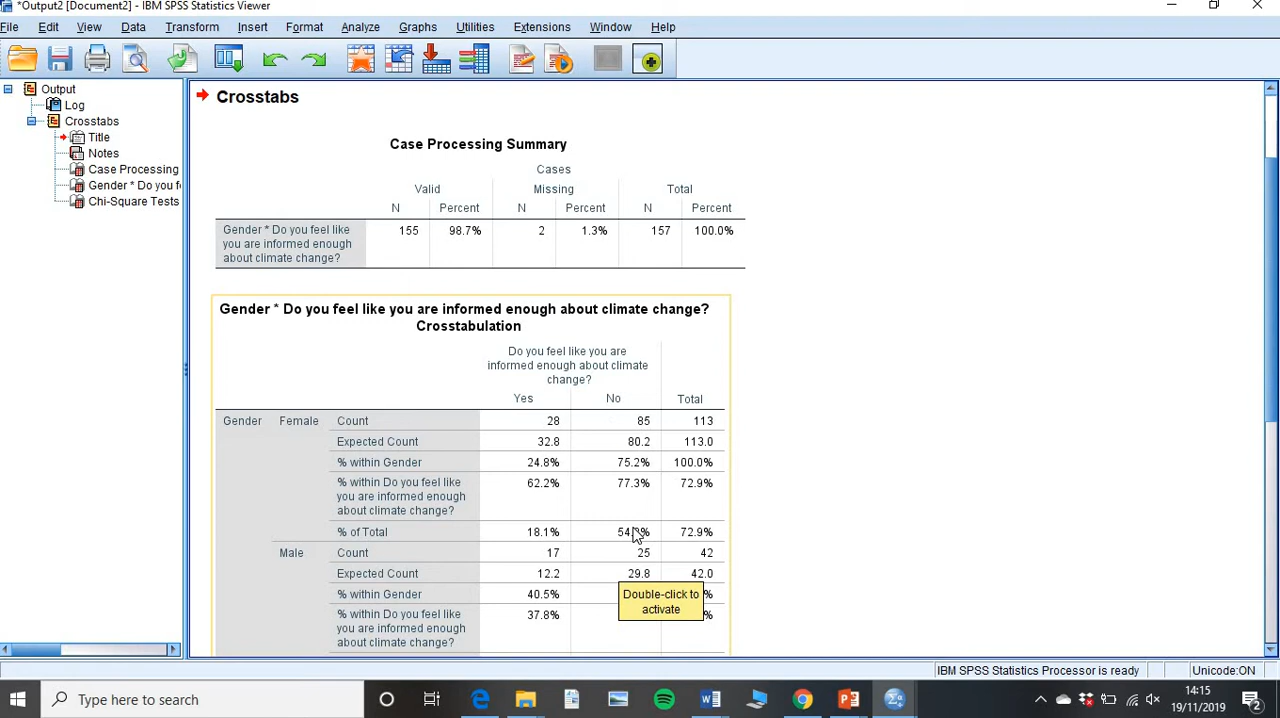 *Output2 [Document2] - IBM SPSS Statistics Viewer
File Edit View Data Transform Insert Format Analyze Graphs Utilities Extensions Window Help
Output
Log
Crosstabs
Title
Notes
Case Processing
Gender * Do you f
Chi-Square Tests
Crosstabs
Case Processing Summary
Cases
Valid Missing Total
N Percent N Percent N Percent
Gender * Do you feel like
you are informed enough
about climate change?
155 98.7% 2 1.3% 157 100.0%
Gender * Do you feel like you are informed enough about climate change?
Crosstabulation
Do you feel like you are
informed enough about climate
change?
Yes No Total
Gender Female Count 28 85 113
Expected Count 32.8 80.2 113.0
% within Gender 24.8% 75.2% 100.0%
% within Do you feel like
you are informed enough
about climate change?
62.2% 77.3% 72.9%
% of Total 18.1% 72.9%
Male Count 17 25 42
Expected Count 12.2 29.8 42.0
% within Gender 40.5%
% within Do you feel like
you are informed enough
about climate change?
37.8%
Double-click to
activate
IBM SPSS Statistics Processor is ready Unicode:ON
Type here to search
14:15
19/11/2019
2